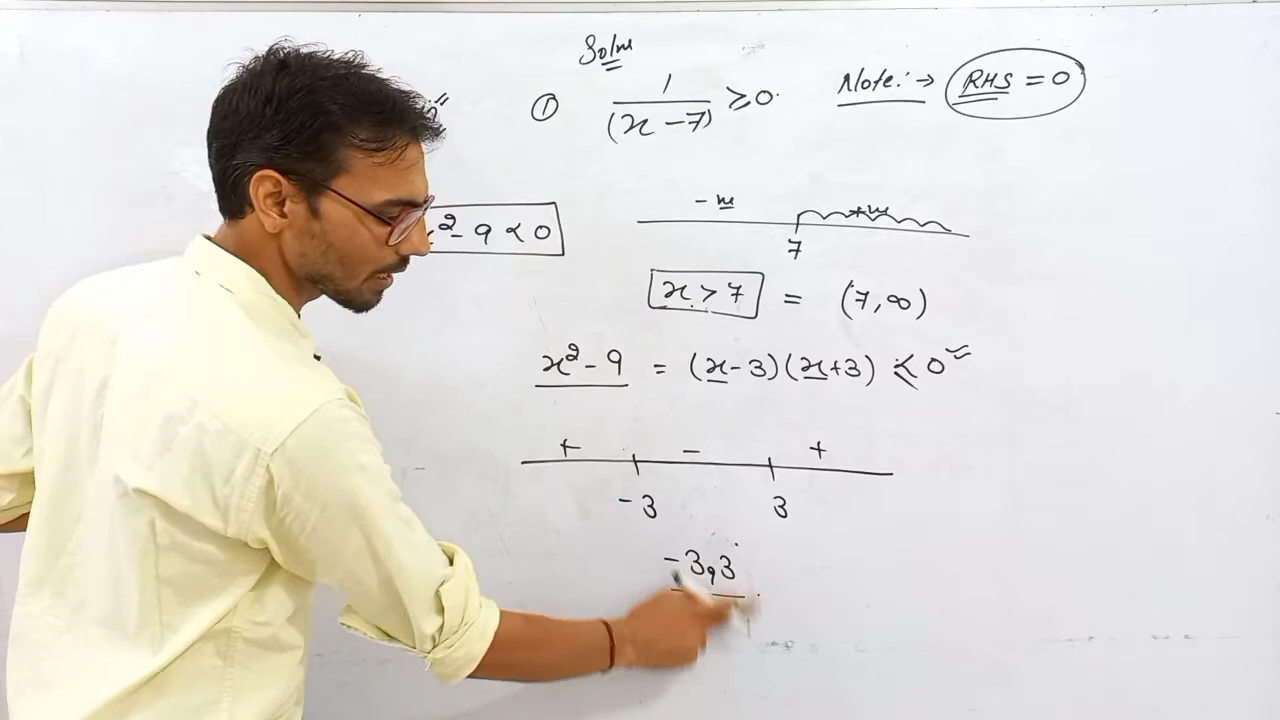 Soln
① 1/(x-7) ≥ 0. Note:→ RHS = 0
x²-9 < 0
-ve +ve
7
x > 7 = (7, ∞)
x²-9 = (x-3)(x+3) < 0
+ - +
-3 3
-3, 3